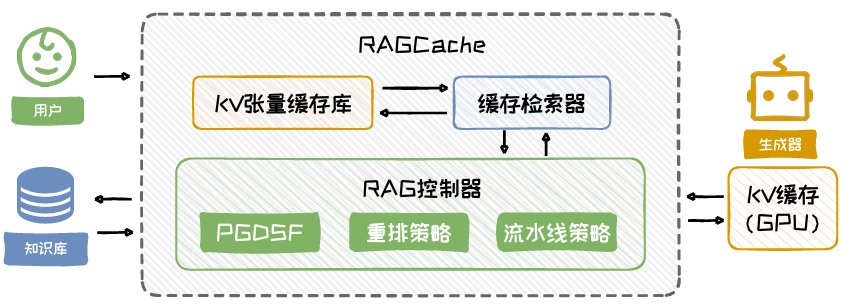 RAGCache
用户
KV张量缓存库
缓存检索器
生成器
RAG控制器
PGDSF
重排策略
流水线策略
知识库
KV缓存
(GPU)